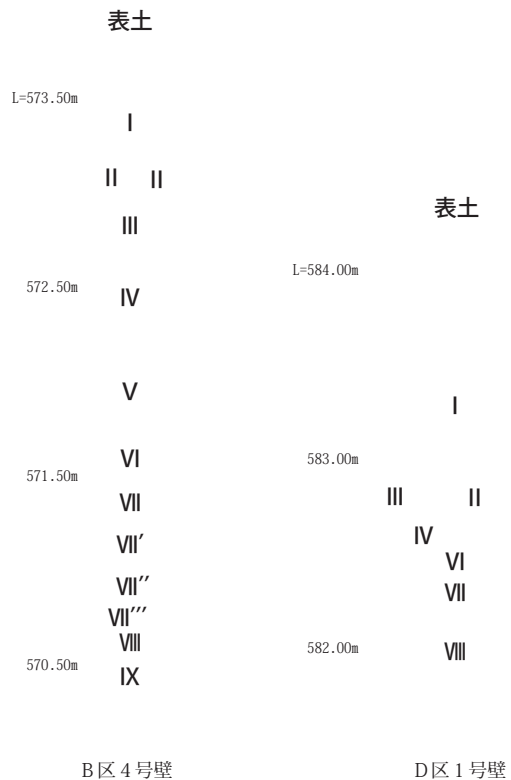 表土
L=573.50m
Ⅰ
Ⅱ Ⅱ
Ⅲ
572.50m
Ⅳ
Ⅴ
Ⅵ
571.50m
Ⅶ
Ⅶ′
Ⅶ′′
Ⅶ′′′
Ⅷ
570.50m
Ⅸ
B区4号壁
表土
L=584.00m
Ⅰ
583.00m
Ⅲ Ⅱ
Ⅳ
Ⅵ
Ⅶ
582.00m
Ⅷ
D区1号壁